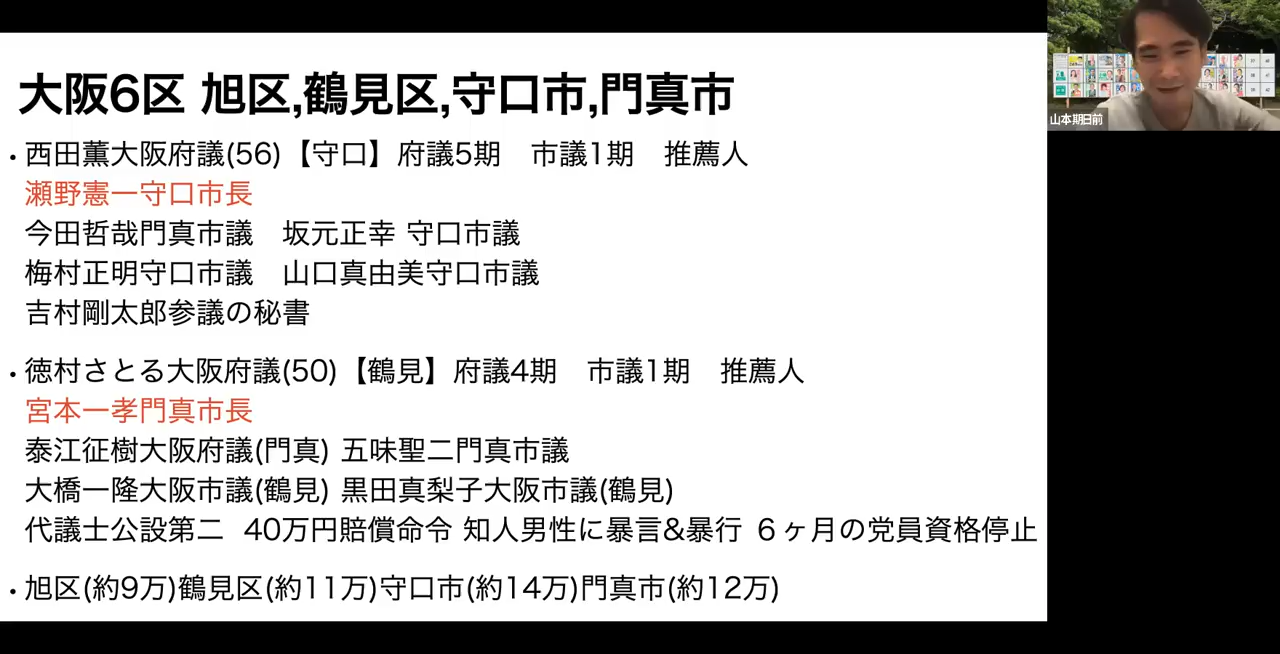 大阪6区 旭区,鶴見区,守口市,門真市
・西田薫大阪府議(56)【守口】府議5期　市議1期　推薦人
瀬野憲一守口市長
今田哲哉門真市議　坂元正幸 守口市議
梅村正明守口市議　山口真由美守口市議
吉村剛太郎参議の秘書
・徳村さとる大阪府議(50)【鶴見】府議4期　市議1期　推薦人
宮本一孝門真市長
泰江征樹大阪府議(門真) 五味聖二門真市議
大橋一隆大阪市議(鶴見) 黒田真梨子大阪市議(鶴見)
代議士公設第二 40万円賠償命令 知人男性に暴言&暴行 6ヶ月の党員資格停止
・旭区(約9万)鶴見区(約11万)守口市(約14万)門真市(約12万)
山本期日前